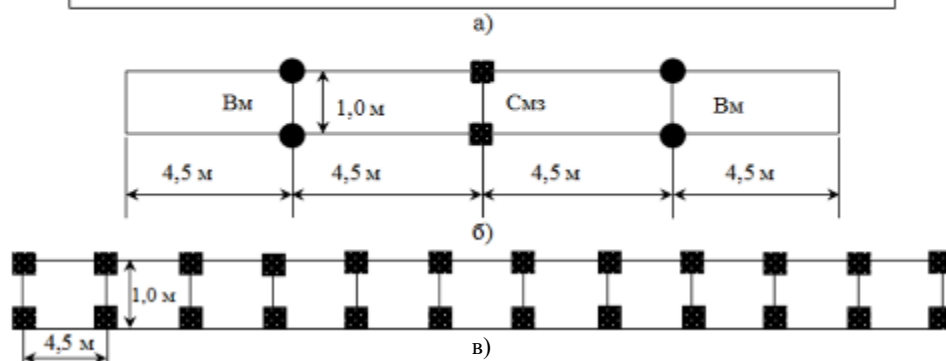 а)
Вм 1,0 м Смз Вм
4,5 м 4,5 м 4,5 м 4,5 м
б)
1,0 м
4,5 м
в)